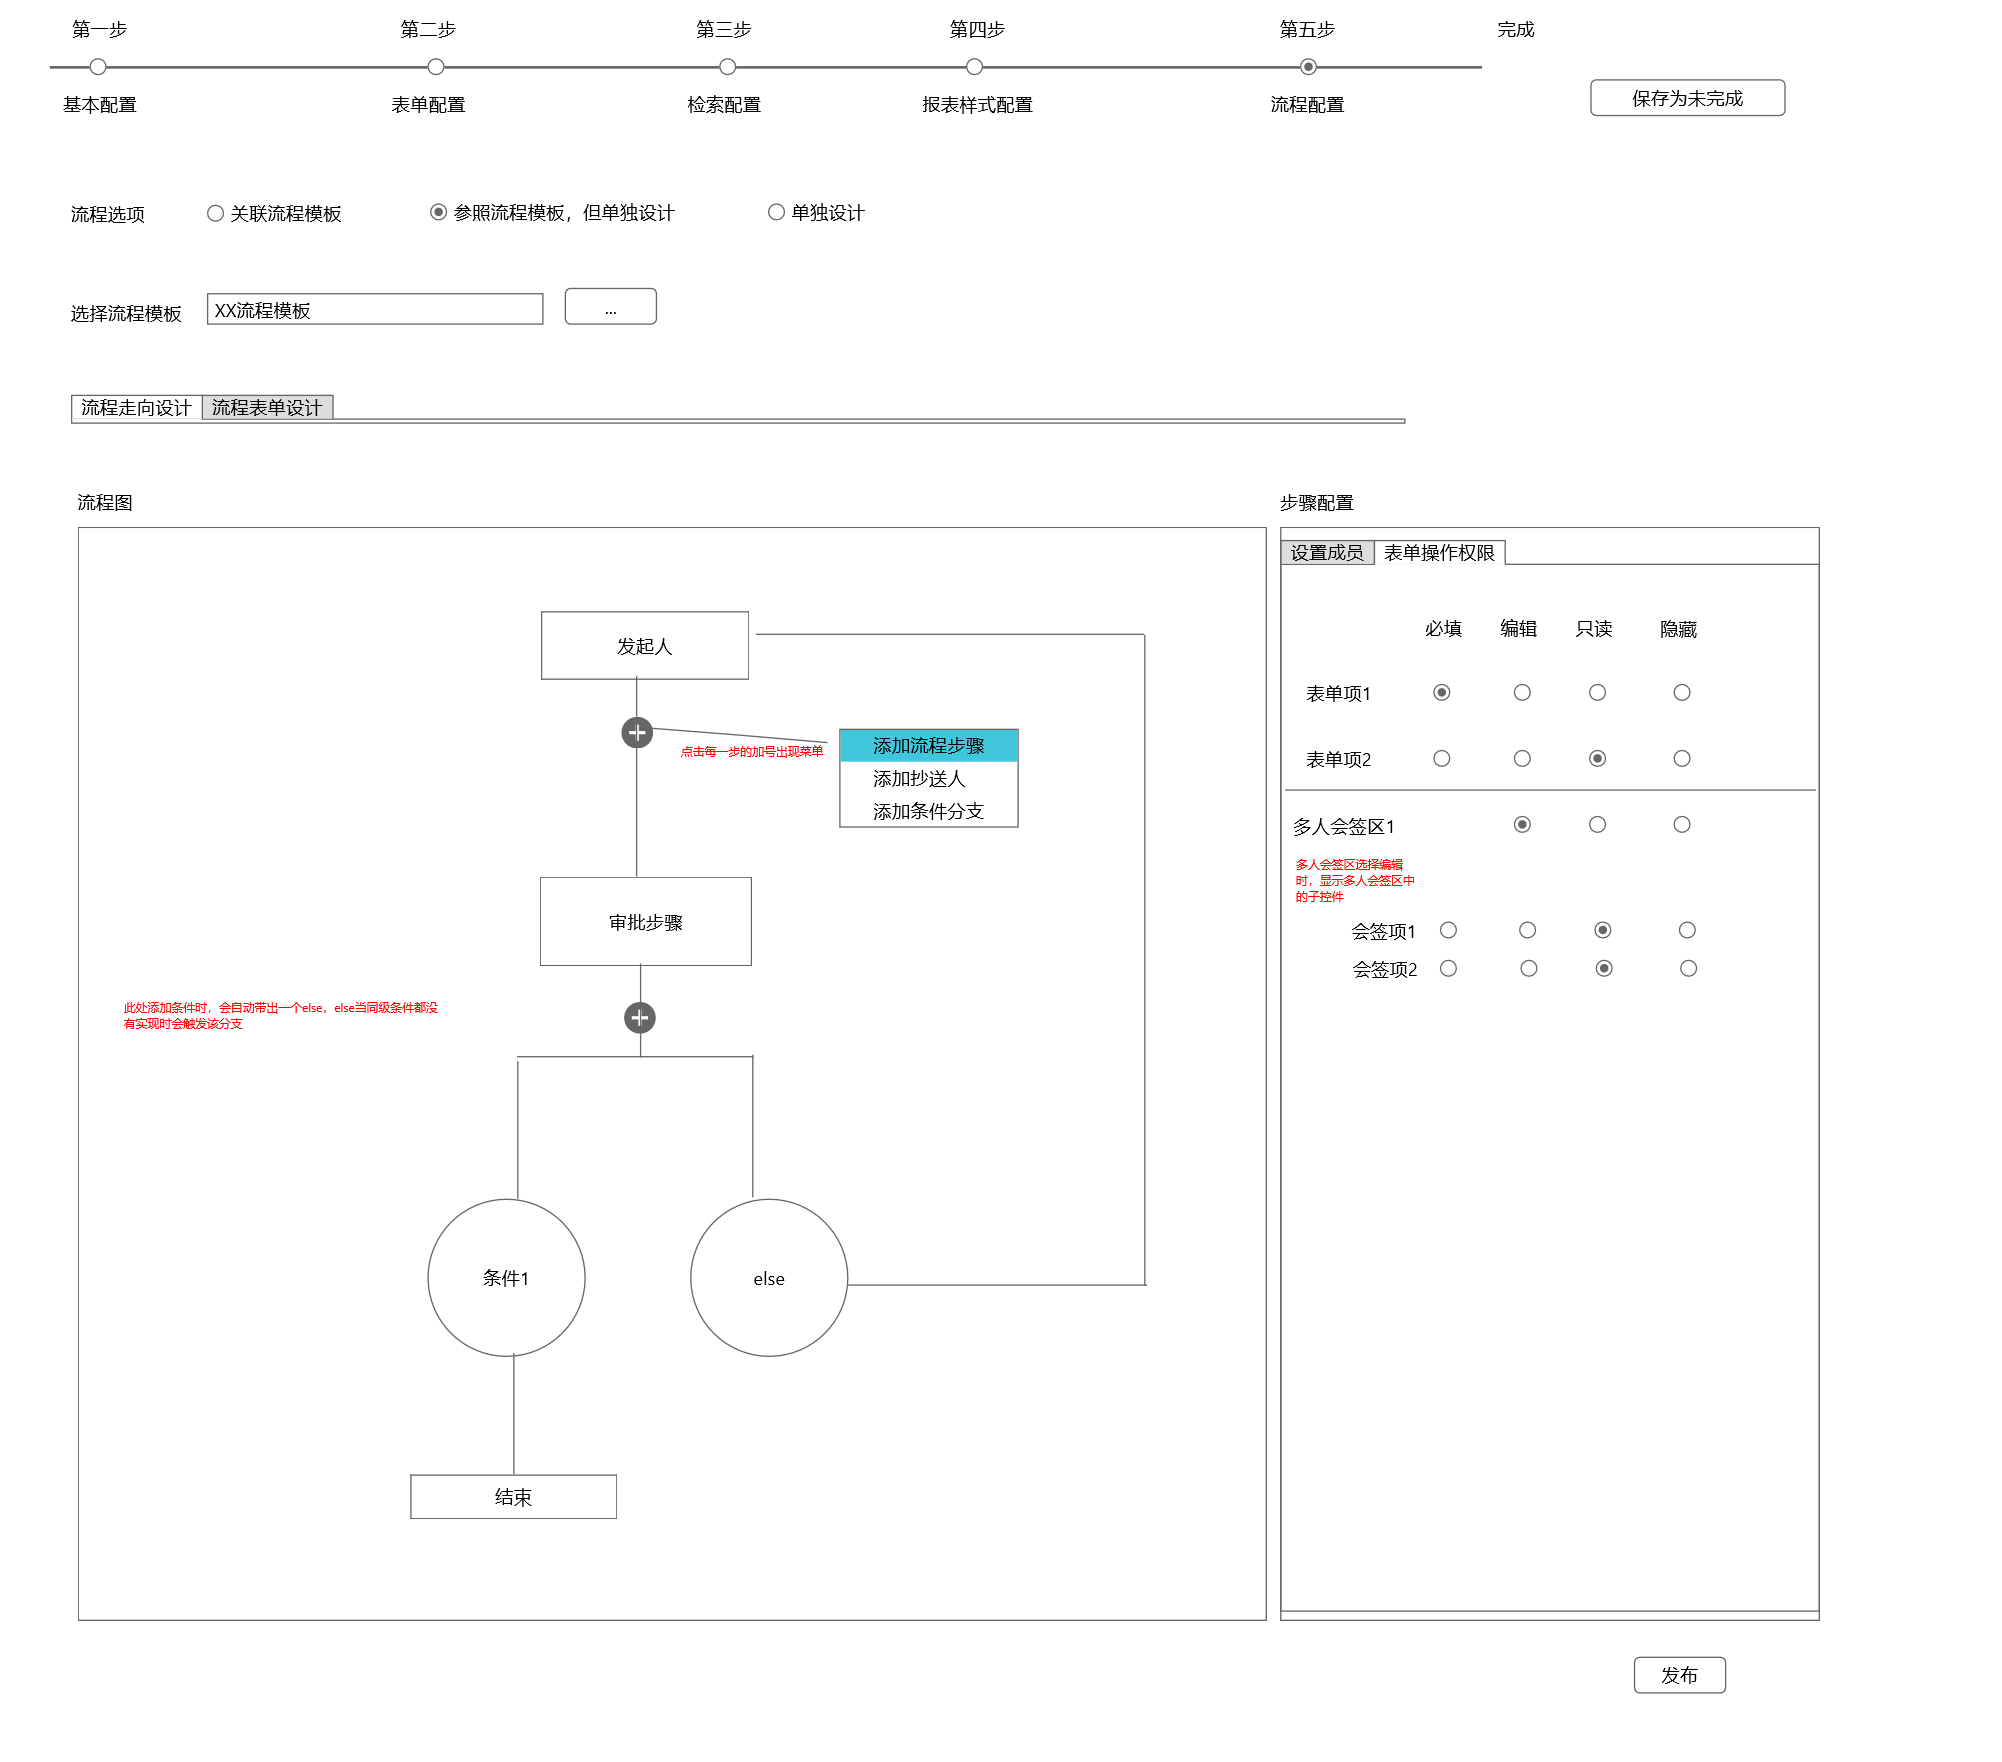 第一步
第二步
第三步
第四步
第五步
完成
基本配置
表单配置
检索配置
报表样式配置
流程配置
保存为未完成
流程选项
关联流程模板
参照流程模板，但单独设计
单独设计
选择流程模板
XX流程模板
...
流程走向设计
流程表单设计
流程图
发起人
点击每一步的加号出现菜单
添加流程步骤
添加抄送人
添加条件分支
审批步骤
此处添加条件时，会自动带出一个else，else当同级条件都没
有实现时会触发该分支
条件1
else
结束
步骤配置
设置成员
表单操作权限
必填
编辑
只读
隐藏
表单项1
表单项2
多人会签区1
多人会签区选择编辑
时，显示多人会签区中
的子控件
会签项1
会签项2
发布